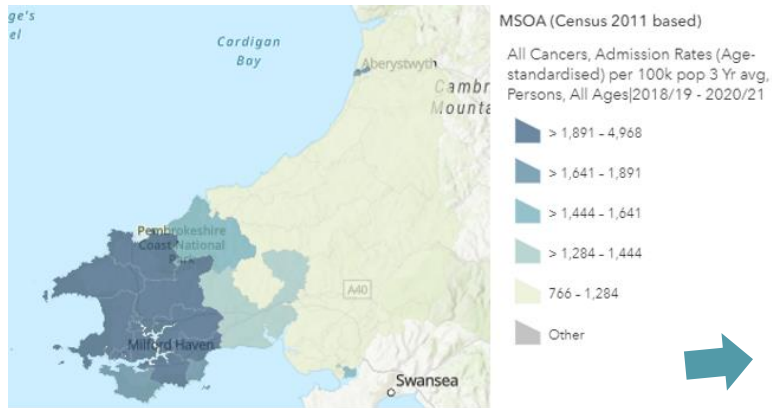 ge's
el
Cardigan
Bay
Aberystwyth
Cambr
Mounta
Pembrokeshire
Coast National
Park
A40
Milford Haven
Swansea
MSOA (Census 2011 based)
All Cancers, Admission Rates (Age-
standardised) per 100k pop 3 Yr avg,
Persons, All Ages|2018/19 - 2020/21
> 1,891 – 4,968
> 1,641 – 1,891
> 1,444 – 1,641
> 1,284 – 1,444
766 – 1,284
Other